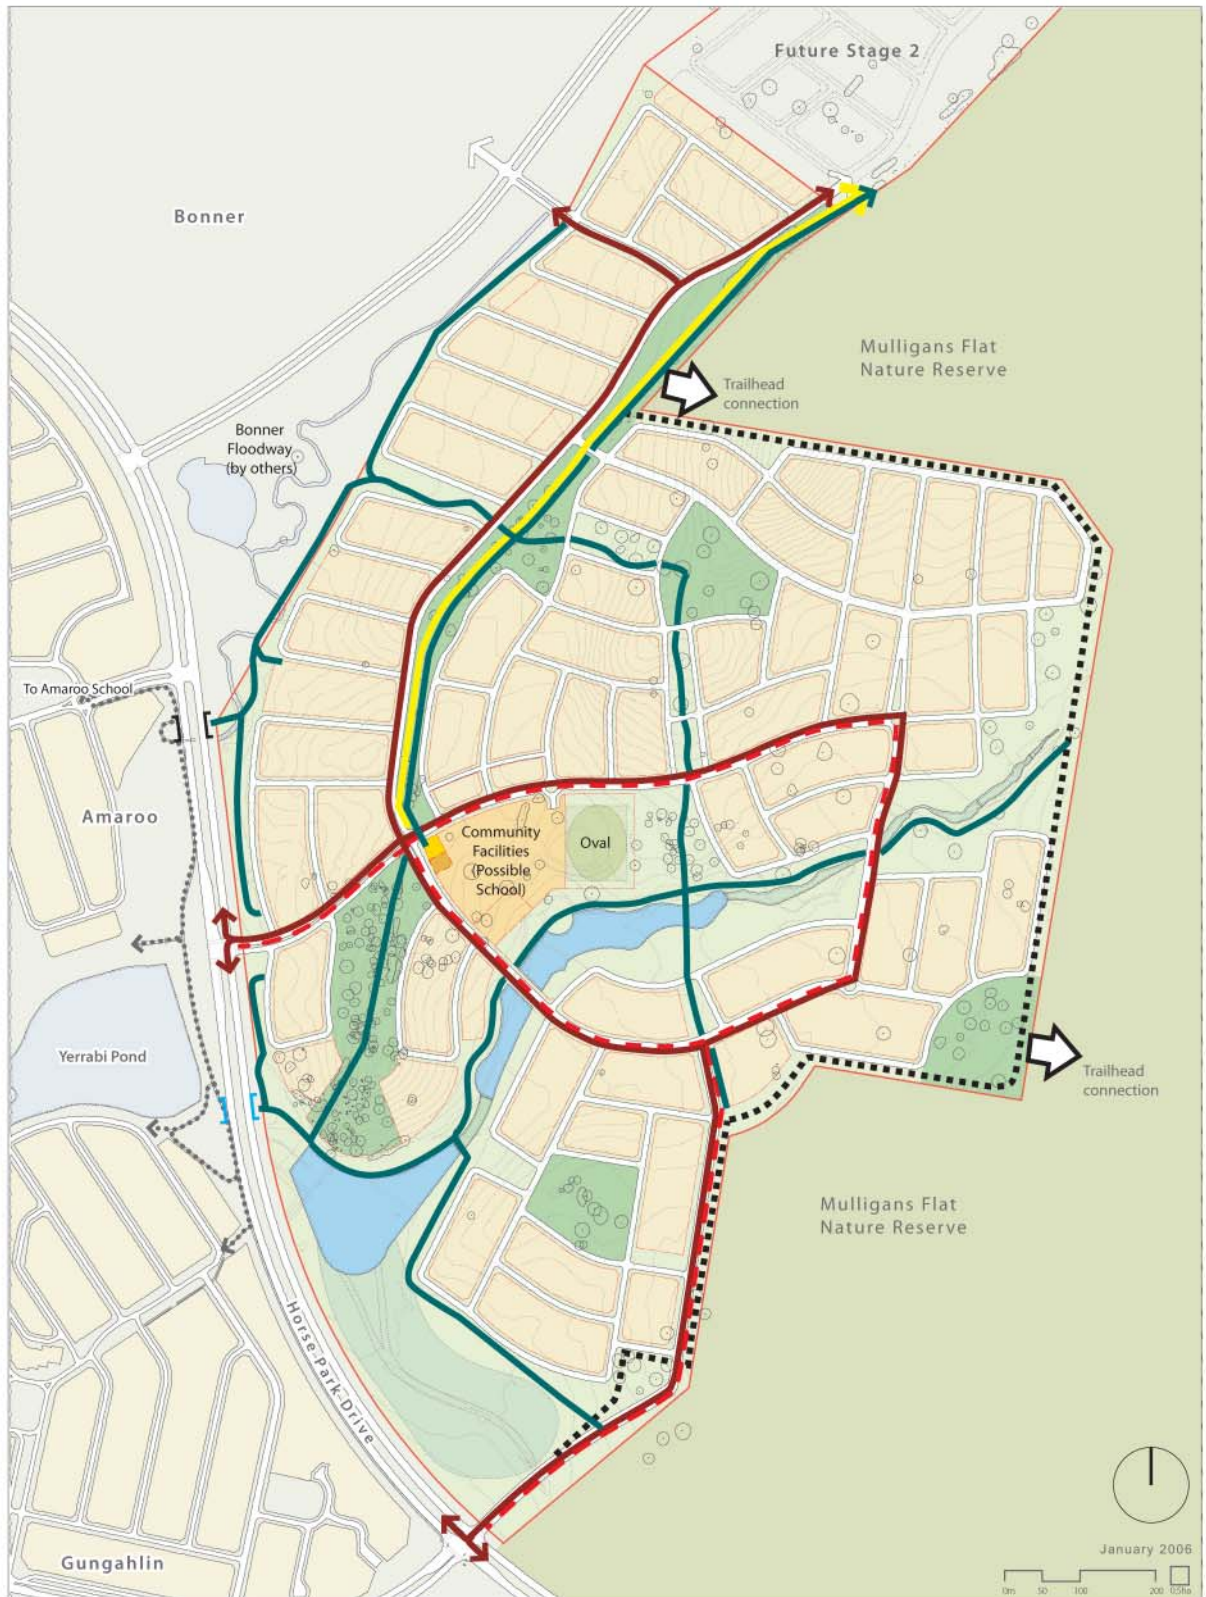 Future Stage 2
Bonner
Mulligans Flat
Nature Reserve
Trailhead
connection
Bonner
Floodway
(by others)
To Amaroo School
Amaroo
Community
Facilities
(Possible
School)
Oval
Yerrabi Pond
Trailhead
connection
Mulligans Flat
Nature Reserve
Horse Park Drive
Gungahlin
January 2006
0m 50 100 200 0.5ha